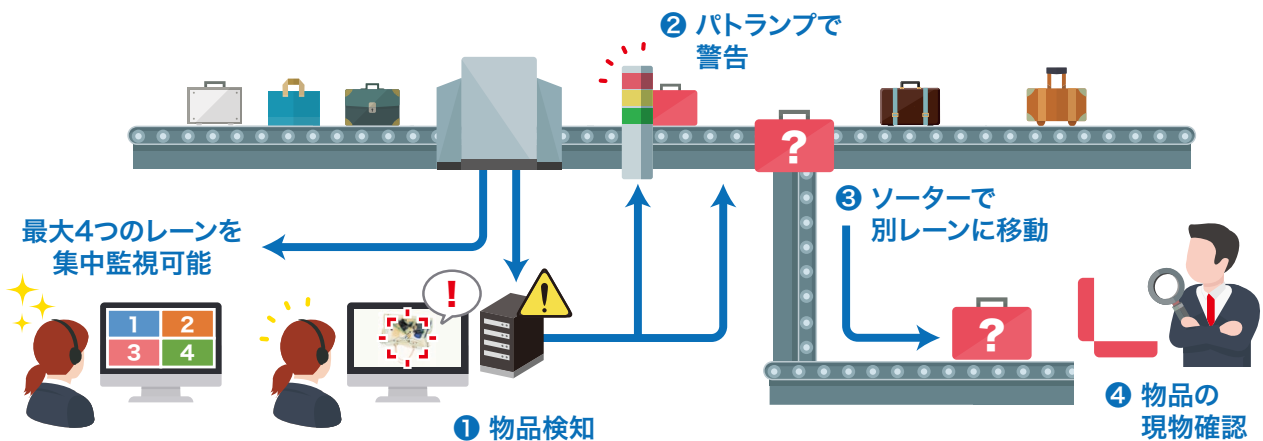 ❷ パトランプで
警告
?
❸ ソーターで
別レーンに移動
最大4つのレーンを
集中監視可能
1 2
3 4
!
!
?
❶ 物品検知
❹ 物品の
現物確認